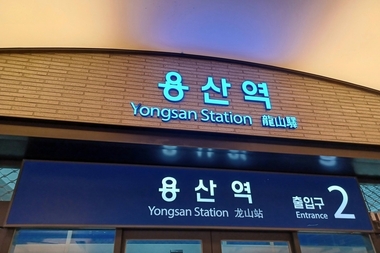 용산역
Yongsan Station 龍山驛
용산역
Yongsan Station 龙山站
출입구
Entrance 2